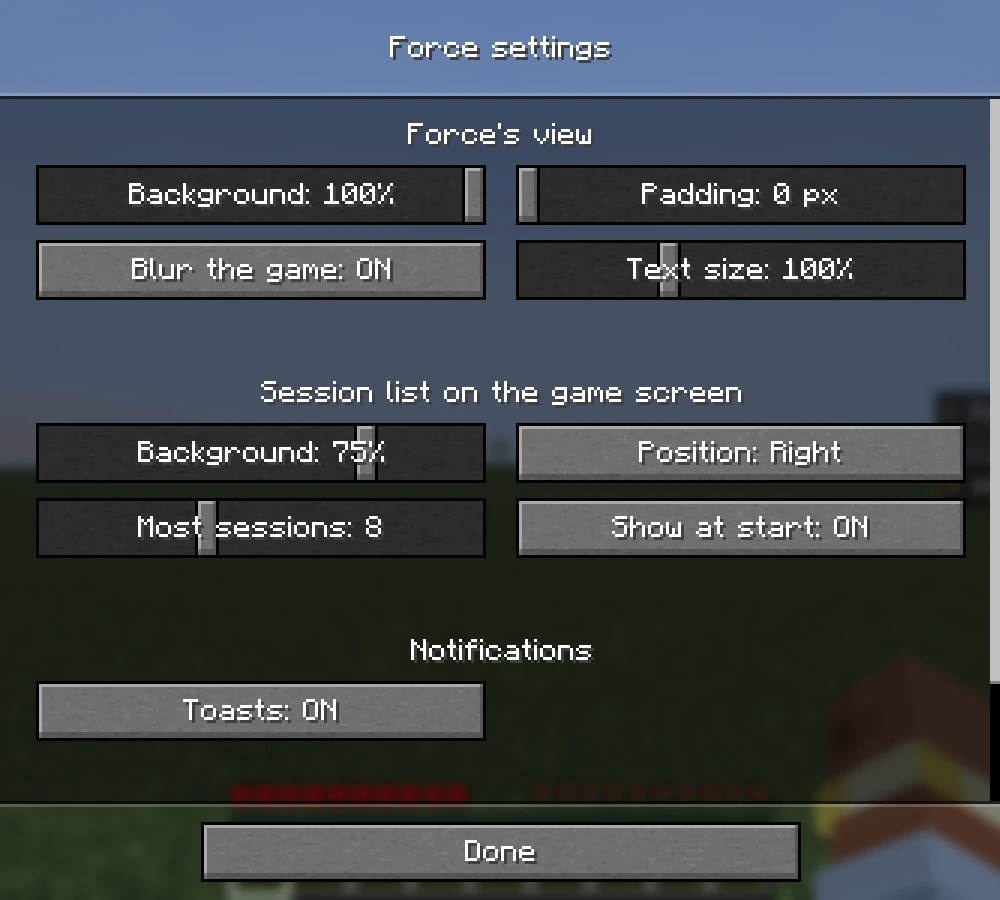 Force settings
Force's view
Background: 100%
Padding: 0 px
Blur the game: ON
Text size: 100%
Session list on the game screen
Background: 75%
Position: Right
Most sessions: 8
Show at start: ON
Notifications
Toasts: ON
Done